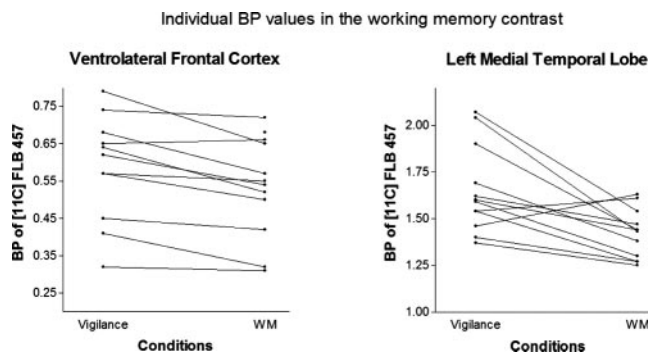 Individual BP values in the working memory contrast
Ventrolateral Frontal Cortex
BP of [11C] FLB 457
0.75
0.65
0.55
0.45
0.35
0.25
Vigilance
WM
Conditions
Left Medial Temporal Lobe
BP of [11C] FLB 457
2.00
1.75
1.50
1.25
1.00
Vigilance
WM
Conditions